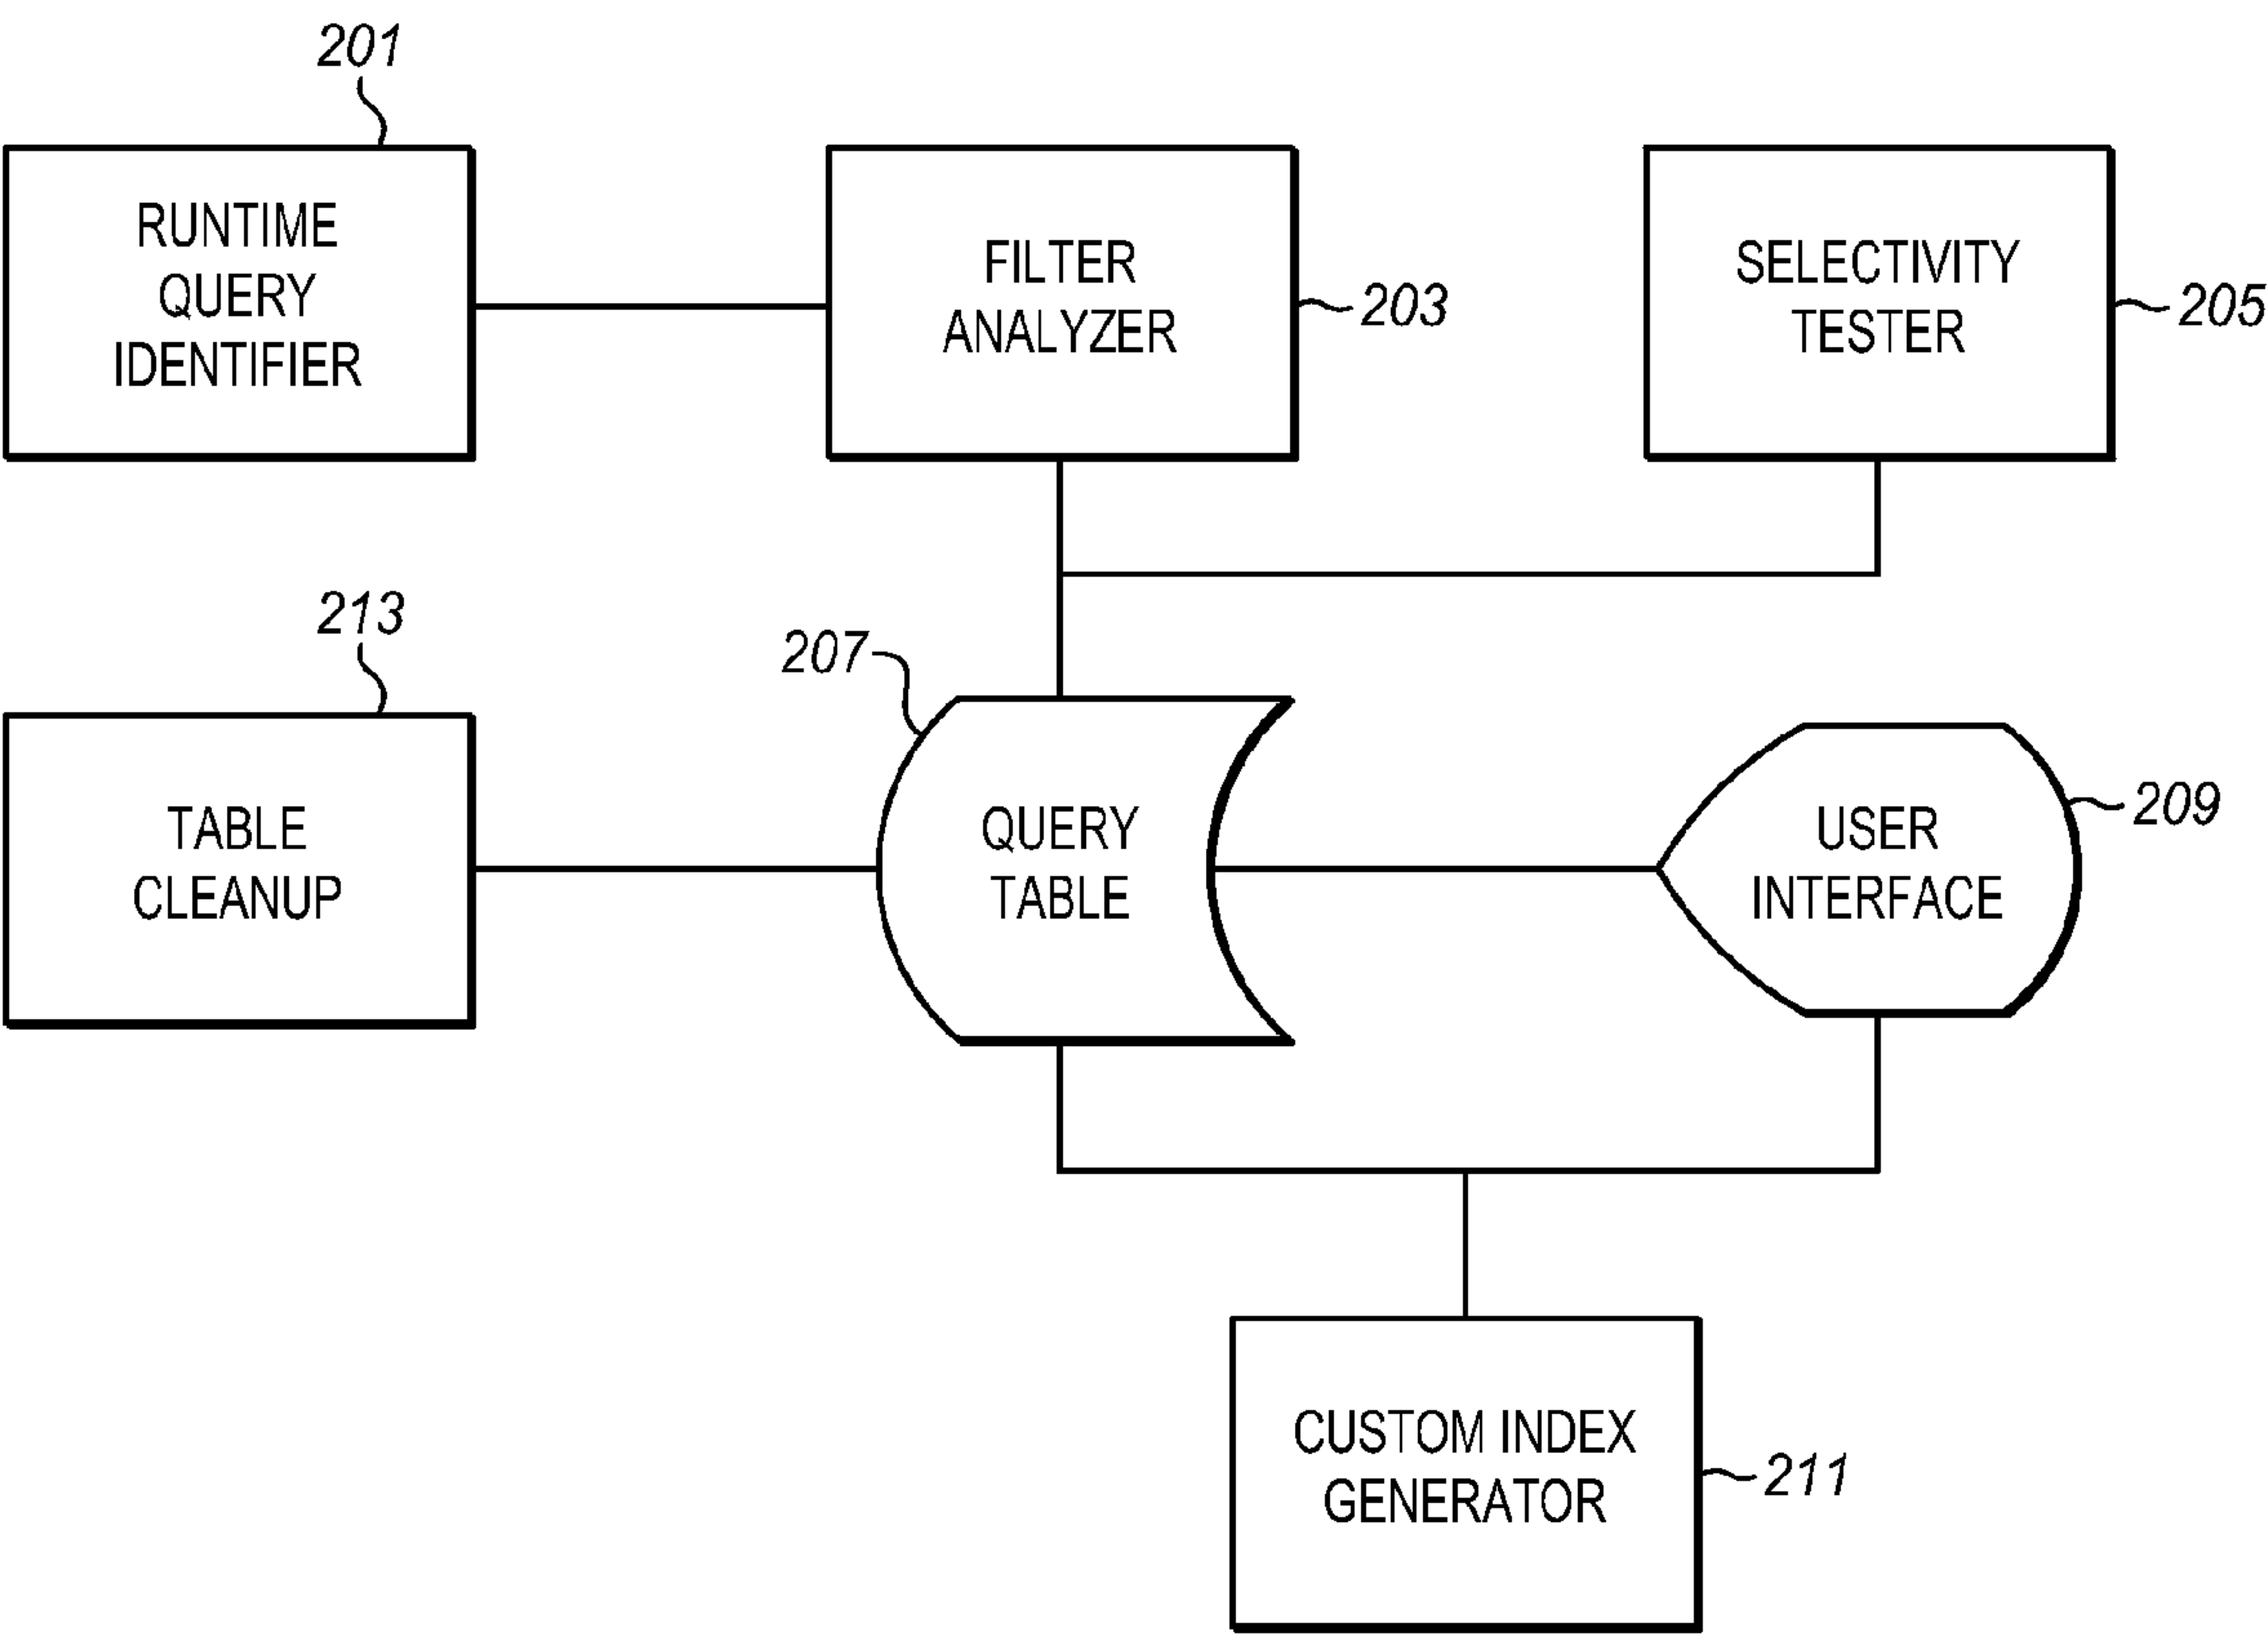 201
RUNTIME
QUERY
IDENTIFIER
FILTER
ANALYZER
203
SELECTIVITY
TESTER
205
213
TABLE
CLEANUP
207
QUERY
TABLE
USER
INTERFACE
209
CUSTOM INDEX
GENERATOR
211